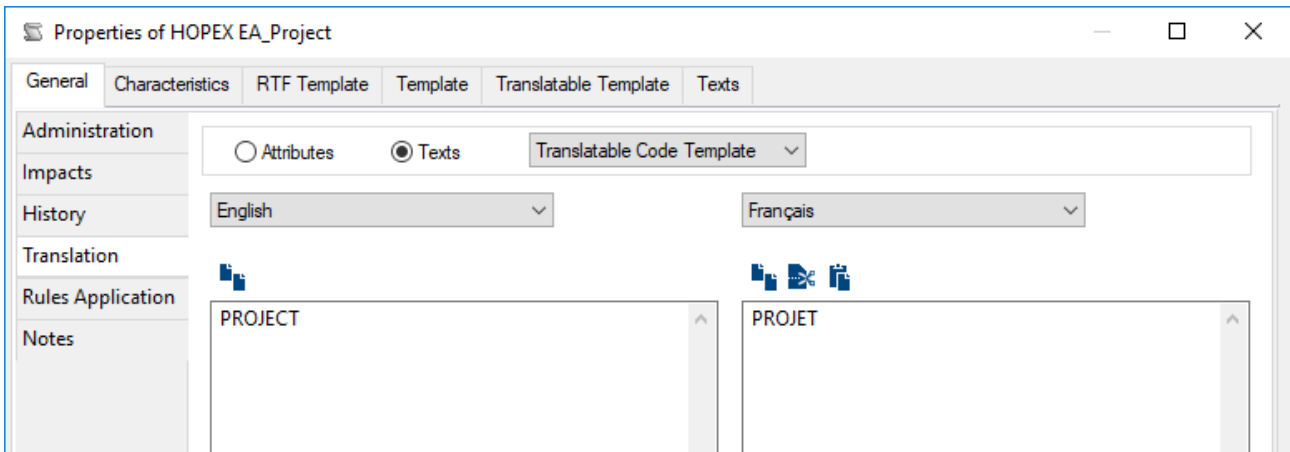 Properties of HOPEX EA_Project
General Characteristics RTF Template Template Translatable Template Texts
Administration
Attributes Texts Translatable Code Template
Impacts
History
English Français
Translation
Rules Application
PROJECT PROJET
Notes